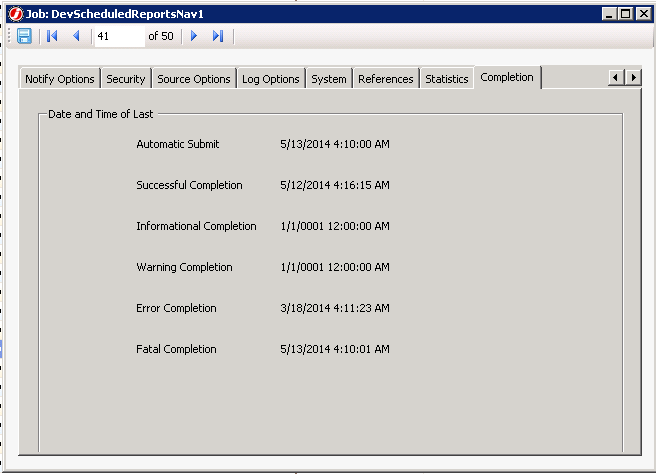 Job: DevScheduledReportsNav1
41 of 50
Notify Options Security Source Options Log Options System References Statistics Completion
Date and Time of Last
Automatic Submit 5/13/2014 4:10:00 AM
Successful Completion 5/12/2014 4:16:15 AM
Informational Completion 1/1/0001 12:00:00 AM
Warning Completion 1/1/0001 12:00:00 AM
Error Completion 3/18/2014 4:11:23 AM
Fatal Completion 5/13/2014 4:10:01 AM